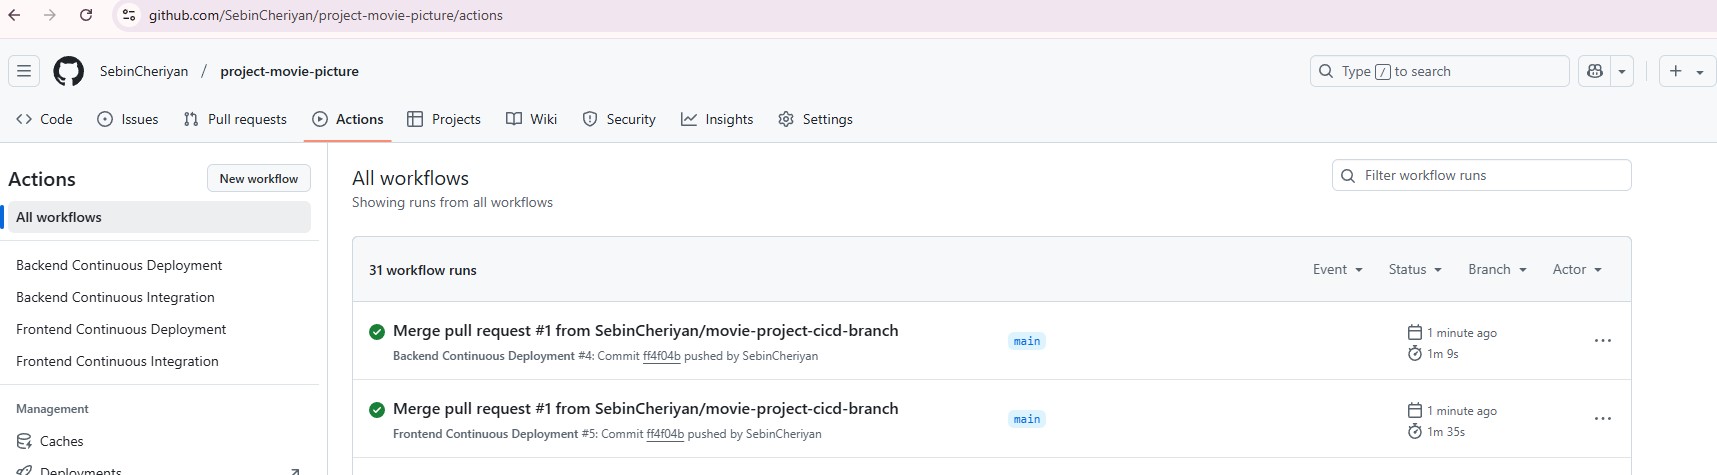 github.com/SebinCheriyan/project-movie-picture/actions
SebinCheriyan / project-movie-picture
Type / to search
Code Issues Pull requests Actions Projects Wiki Security Insights Settings
Actions
New workflow
All workflows
Backend Continuous Deployment
Backend Continuous Integration
Frontend Continuous Deployment
Frontend Continuous Integration
Management
Caches
Deployments
All workflows
Showing runs from all workflows
Filter workflow runs
31 workflow runs
Event Status Branch Actor
Merge pull request #1 from SebinCheriyan/movie-project-cicd-branch
Backend Continuous Deployment #4: Commit ff4f04b pushed by SebinCheriyan
main
1 minute ago
1m 9s
Merge pull request #1 from SebinCheriyan/movie-project-cicd-branch
Frontend Continuous Deployment #5: Commit ff4f04b pushed by SebinCheriyan
main
1 minute ago
1m 35s